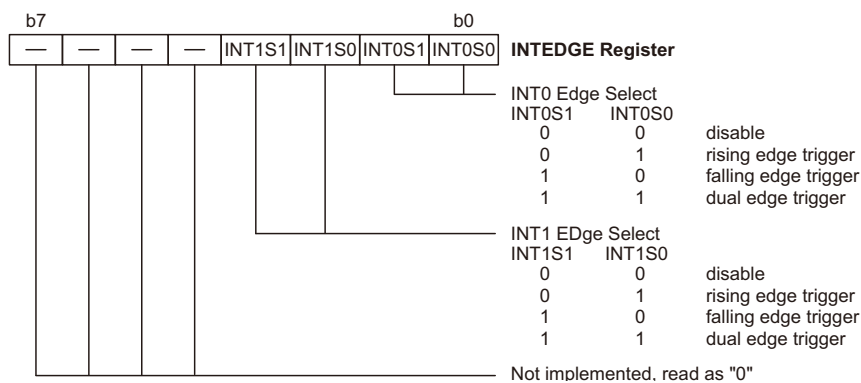 b7 b0
— — — — INT1S1 INT1S0 INT0S1 INT0S0 INTEDGE Register
INT0 Edge Select
INT0S1 INT0S0
0 0 disable
0 1 rising edge trigger
1 0 falling edge trigger
1 1 dual edge trigger
INT1 EDge Select
INT1S1 INT1S0
0 0 disable
0 1 rising edge trigger
1 0 falling edge trigger
1 1 dual edge trigger
Not implemented, read as "0"